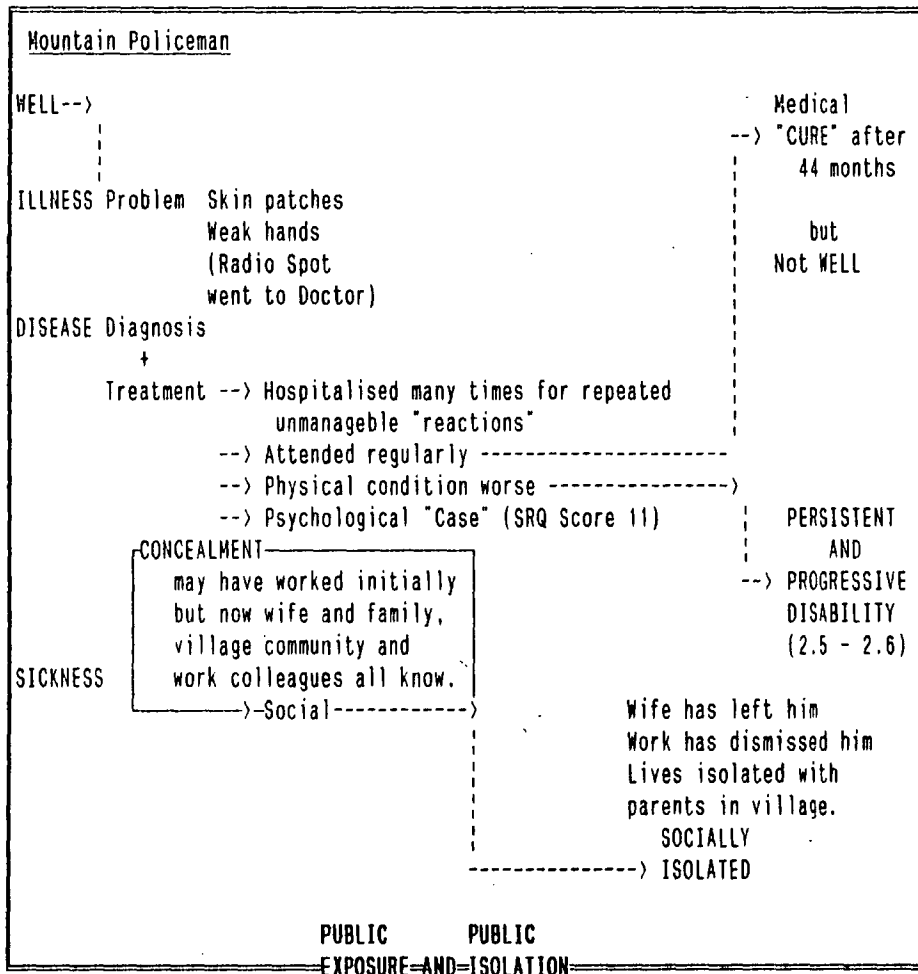 Mountain Policeman
WELL--> Medical
--> "CURE" after
44 months
ILLNESS Problem Skin patches
Weak hands but
(Radio Spot Not WELL
went to Doctor)
DISEASE Diagnosis
+
Treatment --> Hospitalised many times for repeated
unmanageble "reactions"
--> Attended regularly
--> Physical condition worse
--> Psychological "Case" (SRQ Score 11) PERSISTENT
CONCEALMENT AND
may have worked initially --> PROGRESSIVE
but now wife and family, DISABILITY
village community and (2.5 - 2.6)
SICKNESS work colleagues all know.
Social Wife has left him
Work has dismissed him
Lives isolated with
parents in village.
SOCIALLY
ISOLATED
PUBLIC PUBLIC
EXPOSURE AND ISOLATION